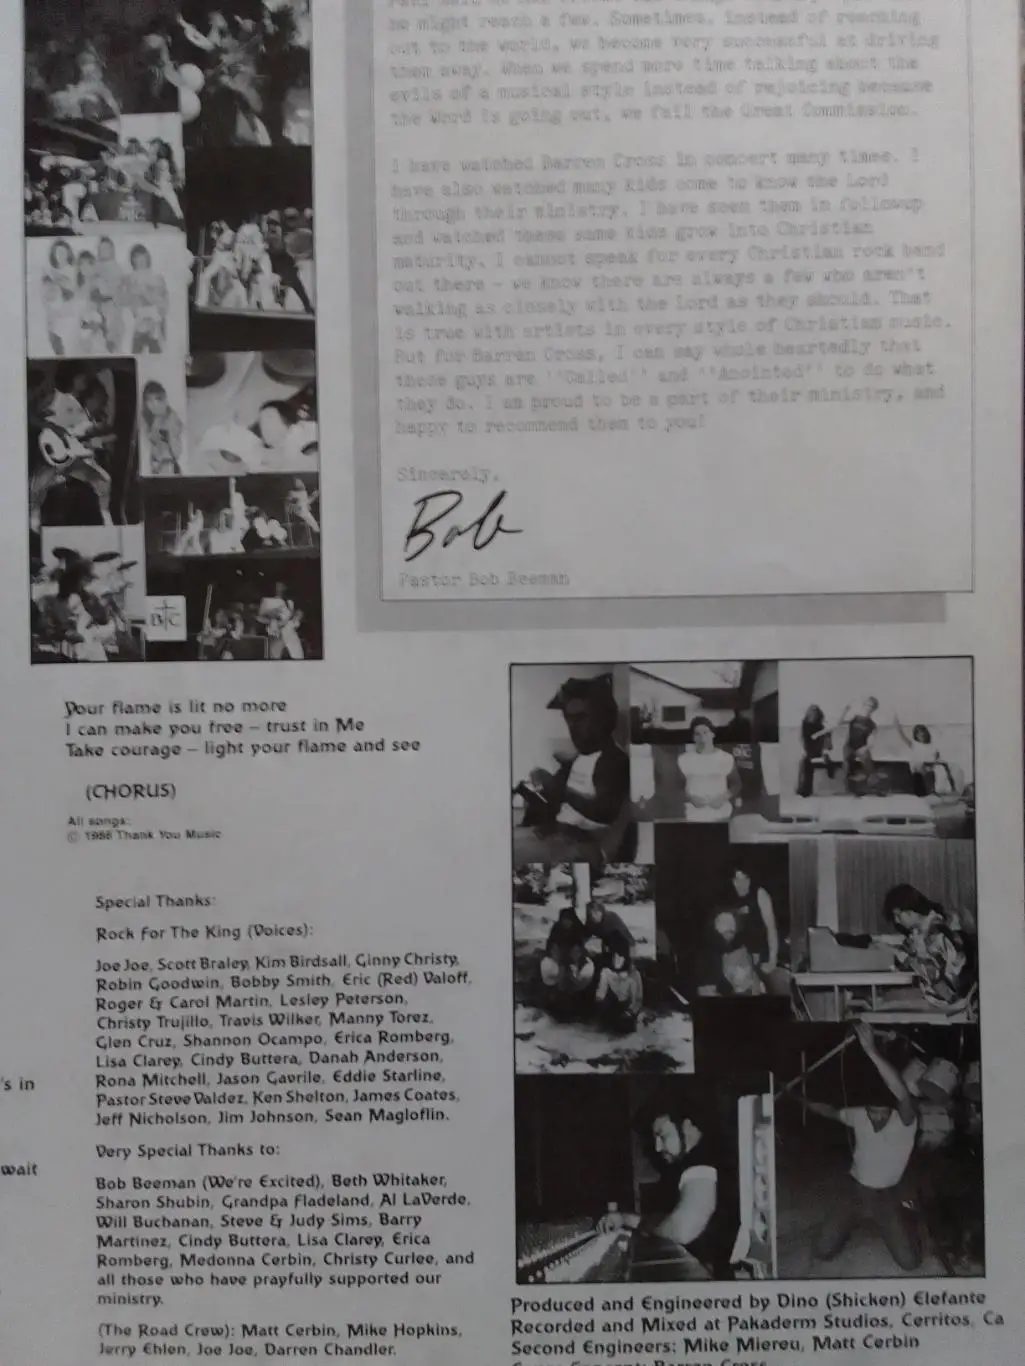 he might reach a few. Sometimes, instead of reaching
out to the world, we become very successful at driving
them away. When we spend more time talking about the
evils of a musical style instead of rejoicing because
the Word is going out, we fail the Great Commission.
I have watched Barren Cross in concert many times. I
have also watched many kids come to know the Lord
through their ministry. I have seen them in followup
and watched these same kids grow into Christian
maturity. I cannot speak for every Christian rock band
out there - we know there are always a few who aren't
walking as closely with the Lord as they should. That
is true with artists in every style of Christian music.
But for Barren Cross, I can say whole heartedly that
these guys are ''Called'' and ''Anointed'' to do what
they do. I am proud to be a part of their ministry, and
happy to recommend them to you!
Sincerely,
Bob
Pastor Bob Beeman
BC
Your flame is lit no more
I can make you free – trust in Me
Take courage – light your flame and see
(CHORUS)
All songs:
© 1986 Thank You Music
Special Thanks:
Rock For The King (Voices):
Joe Joe, Scott Braley, Kim Birdsall, Ginny Christy,
Robin Goodwin, Bobby Smith, Eric (Red) Valoff,
Roger & Carol Martin, Lesley Peterson,
Christy Trujillo, Travis Wilker, Manny Torez,
Glen Cruz, Shannon Ocampo, Erica Romberg,
Lisa Clarey, Cindy Buttera, Danah Anderson,
Rona Mitchell, Jason Gavrile, Eddie Starline,
Pastor Steve Valdez, Ken Shelton, James Coates,
Jeff Nicholson, Jim Johnson, Sean Magloflin.
Very Special Thanks to:
Bob Beeman (We're Excited), Beth Whitaker,
Sharon Shubin, Grandpa Fladeland, Al LaVerde,
Will Buchanan, Steve & Judy Sims, Barry
Martinez, Cindy Buttera, Lisa Clarey, Erica
Romberg, Medonna Cerbin, Christy Curlee, and
all those who have prayfully supported our
ministry.
(The Road Crew): Matt Cerbin, Mike Hopkins,
Jerry Ehlen, Joe Joe, Darren Chandler.
's in
wait
Produced and Engineered by Dino (Shicken) Elefante
Recorded and Mixed at Pakaderm Studios, Cerritos, Ca
Second Engineers: Mike Miereu, Matt Cerbin
Barren Cross